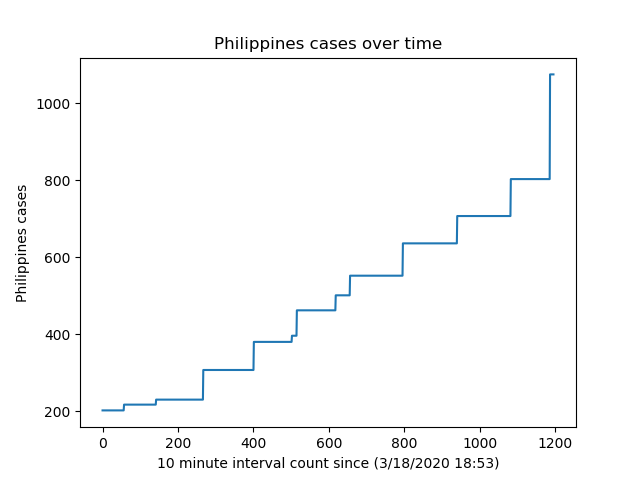 Philippines cases over time
Philippines cases
1000
800
600
400
200
0 200 400 600 800 1000 1200
10 minute interval count since (3/18/2020 18:53)